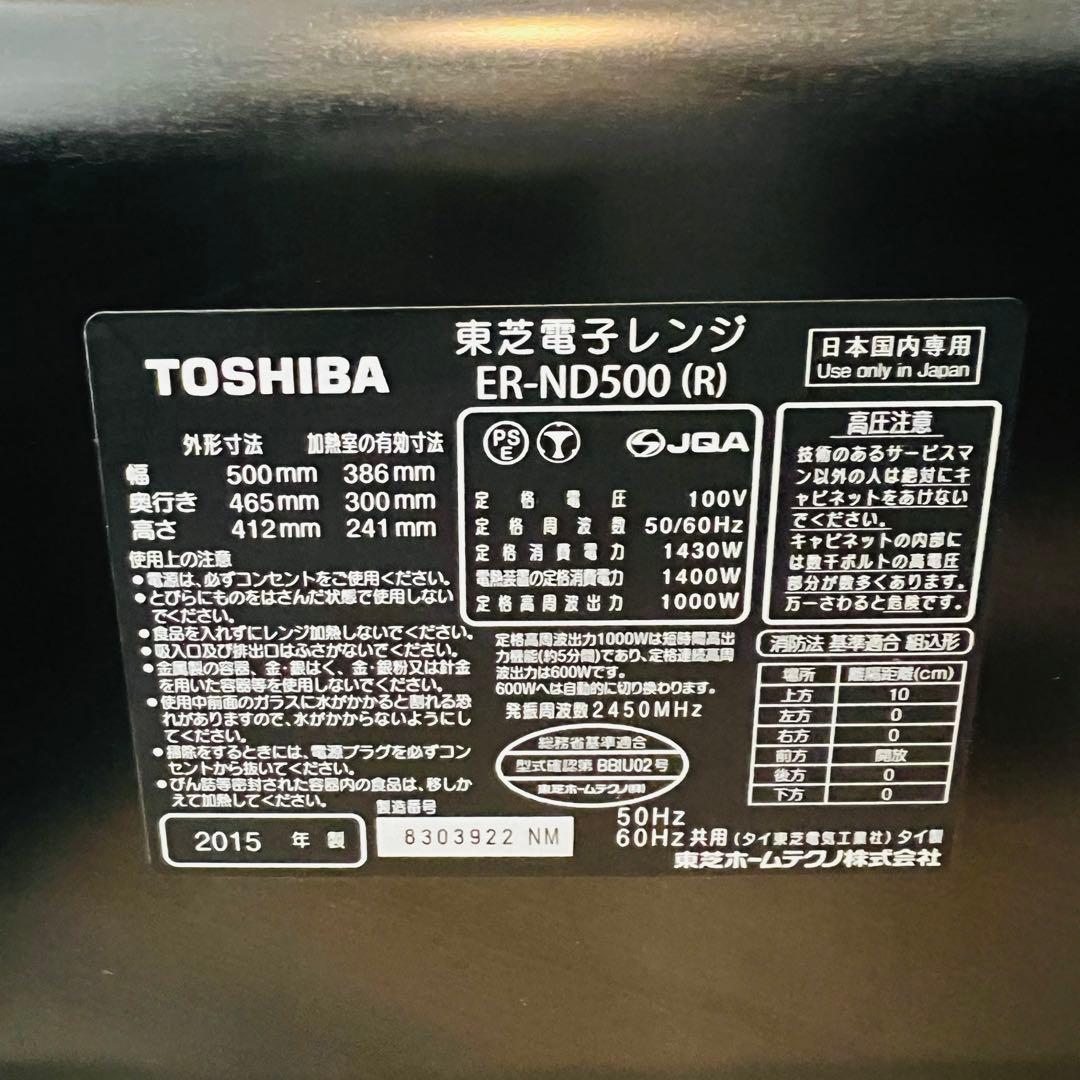 TOSHIBA
東芝電子レンジ
ER-ND500 (R)
日本国内専用
Use only in Japan
外形寸法 加熱室の有効寸法
幅 500mm 386mm
奥行き 465mm 300mm
高さ 412mm 241mm
使用上の注意
●電源は、必ずコンセントをご使用ください。
●とびらにものをはさんだ状態で使用しない
でください。
●食品を入れずにレンジ加熱しないでください。
●吸入口及び排出口はふさがないでください。
●金属製の容器、金・銀はく、金・銀粉又は針金
を用いた容器等を使用しないでください。
●使用中前面のガラスに水がかかると割れる恐
れがありますので、水がかからないようにし
てください。
●掃除をするときには、電源プラグを必ずコン
セントから抜いてください。
●びん詰等密封された容器内の食品は、移しか
えて加熱してください。
2015 年 製
製造番号
8303922 NM
PS
E
JQA
定格電圧 100V
定格周波数 50/60Hz
定格消費電力 1430W
電熱装置の定格消費電力 1400W
定格高周波出力 1000W
定格高周波出力1000Wは短時間高出
力機能(約5分間)であり、定格連続高周
波出力は600Wです。
600Wへは自動的に切り換わります。
発振周波数2450MHz
総務省基準適合
型式確認第 BBIU02号
東芝ホームテクノ(株)
50Hz
60Hz 共用 (タイ東芝電気工業社) タイ製
東芝ホームテクノ株式会社
高圧注意
技術のあるサービスマ
ン以外の人は絶対にキ
ャビネットをあけない
でください。
キャビネットの内部に
は数千ボルトの高電圧
部分が数多くあります。
万一さわると危険です。
消防法 基準適合 組込形
場所 離隔距離(cm)
上方 10
左方 0
右方 0
前方 開放
後方 0
下方 0